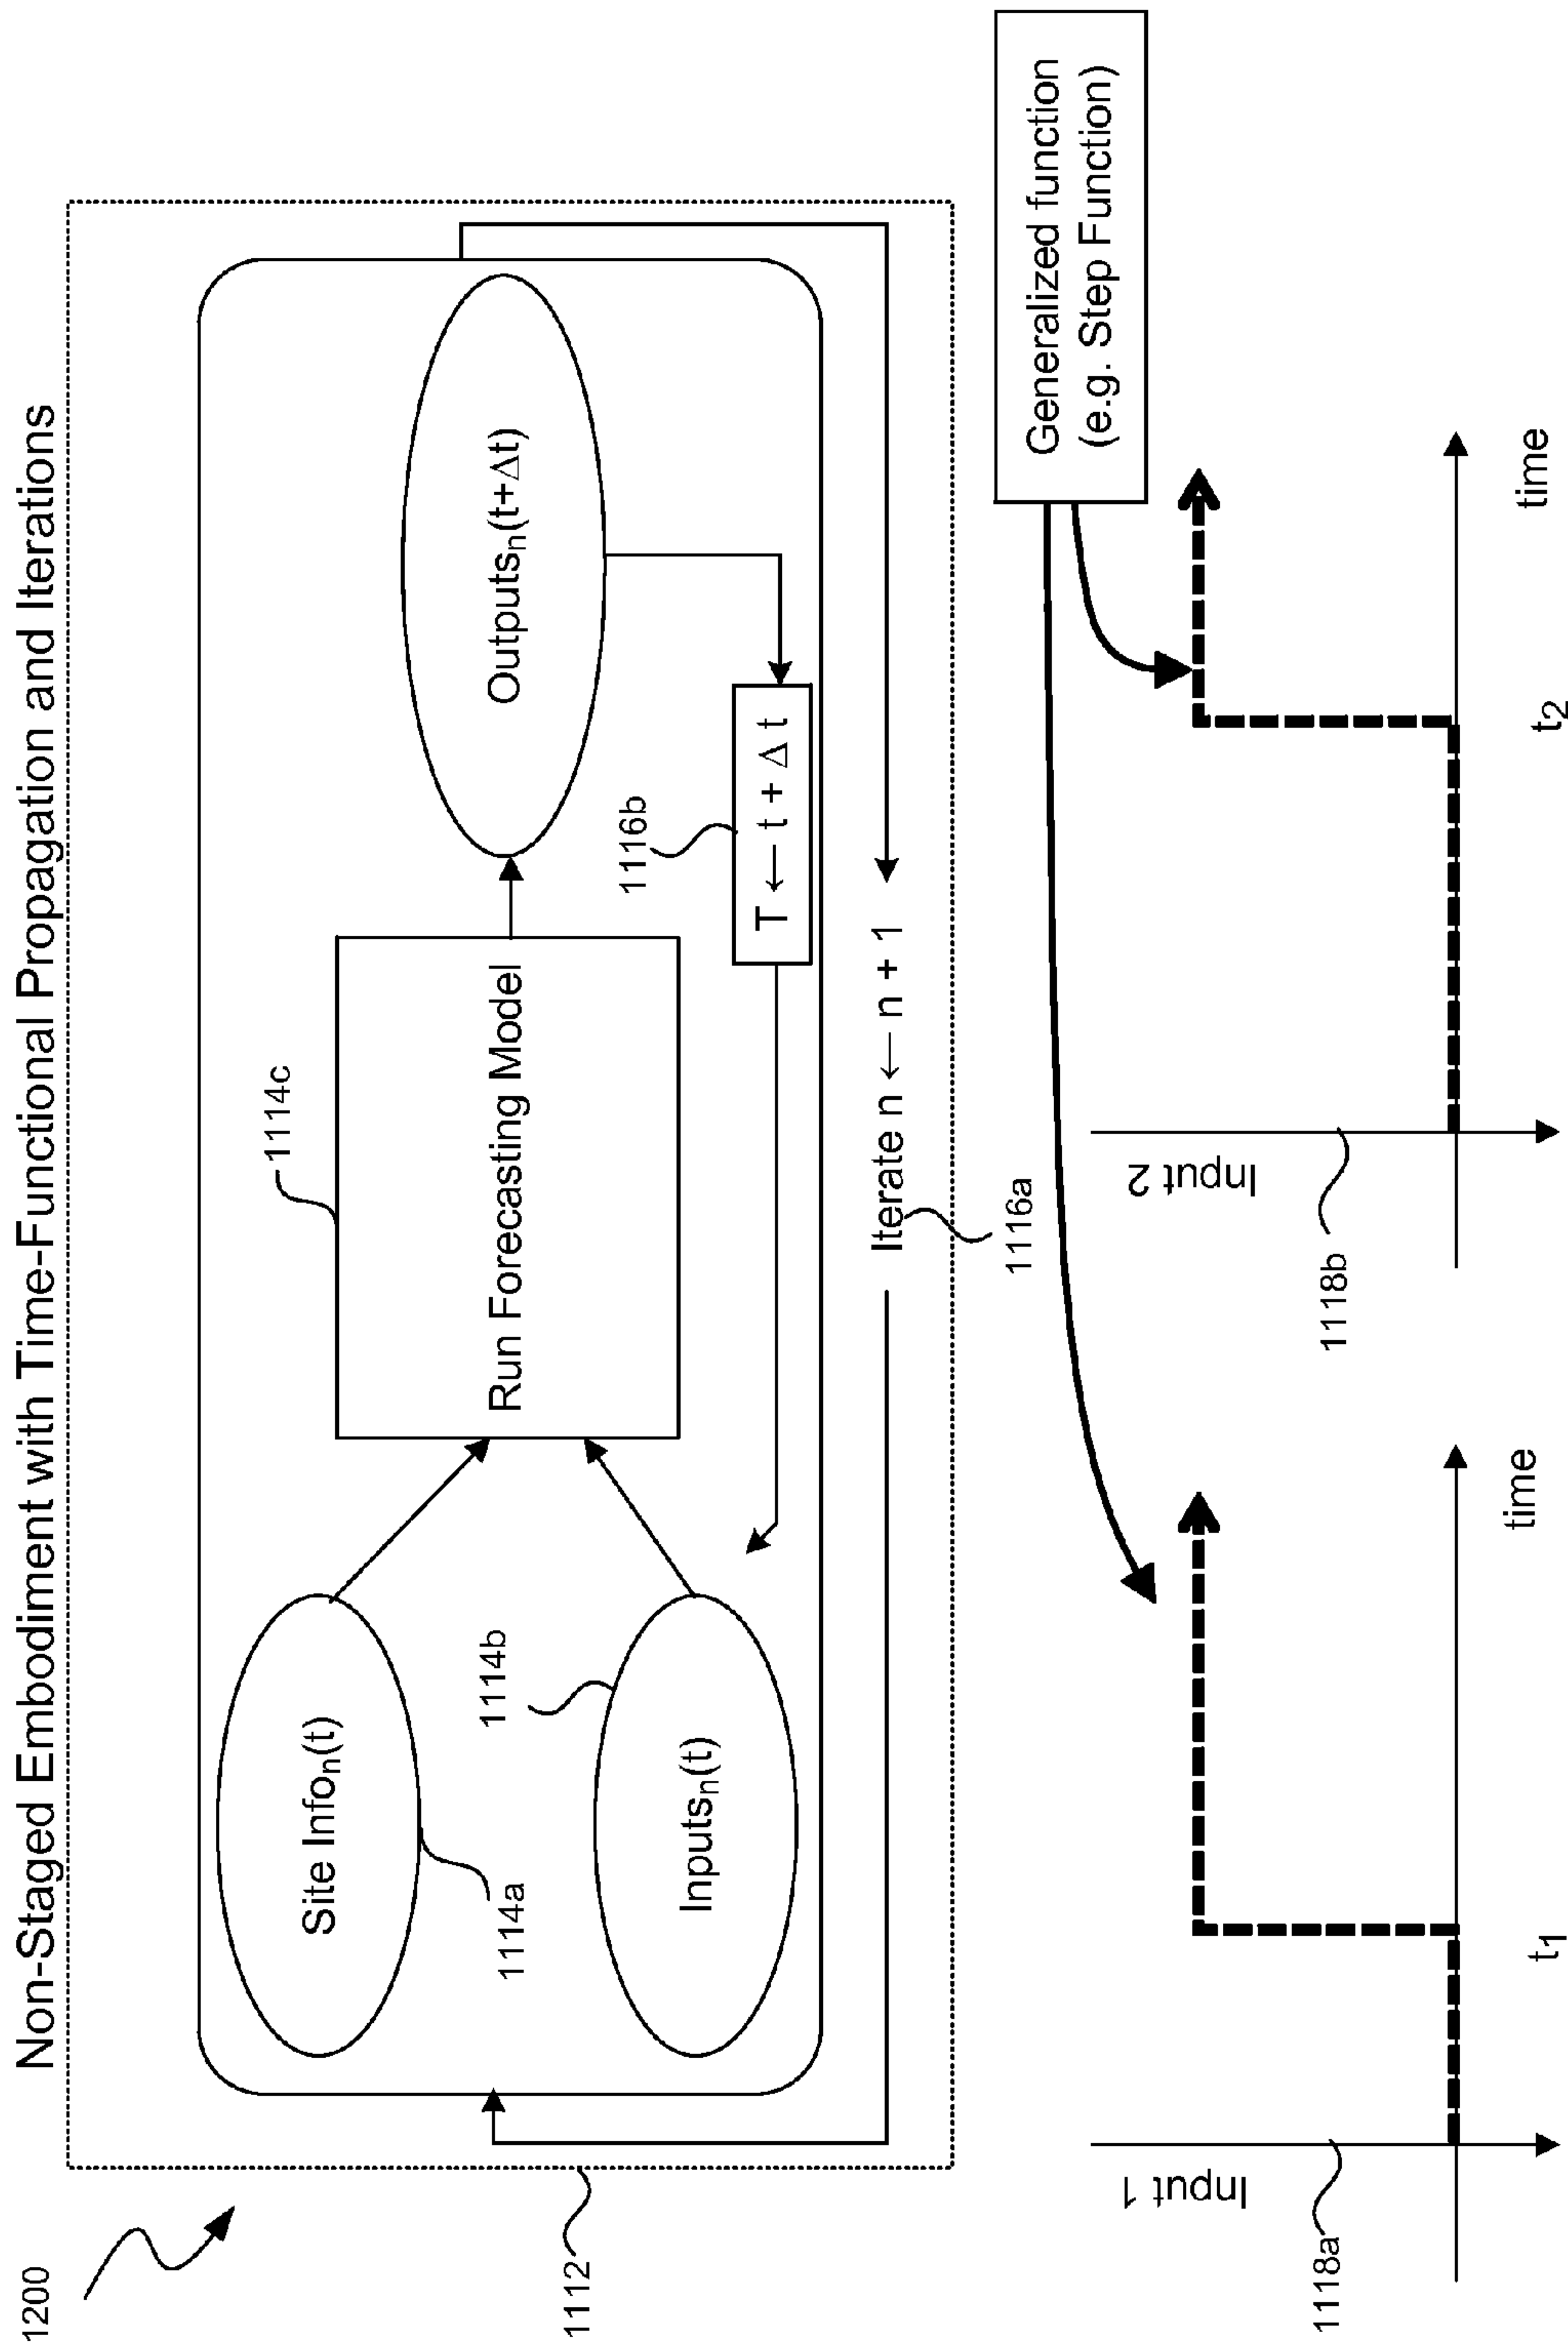 Non-Staged Embodiment with Time-Functional Propagation and Iterations
1200
1112
Site Infoₙ(t)
1114a
Inputsₙ(t)
1114b
1114c
Run Forecasting Model
Outputsₙ(t+Δt)
1116b
T ← t + Δ t
Iterate n ← n + 1
1116a
Generalized function
(e.g. Step Function)
Input 1
1118a
t₁
time
Input 2
1118b
t₂
time